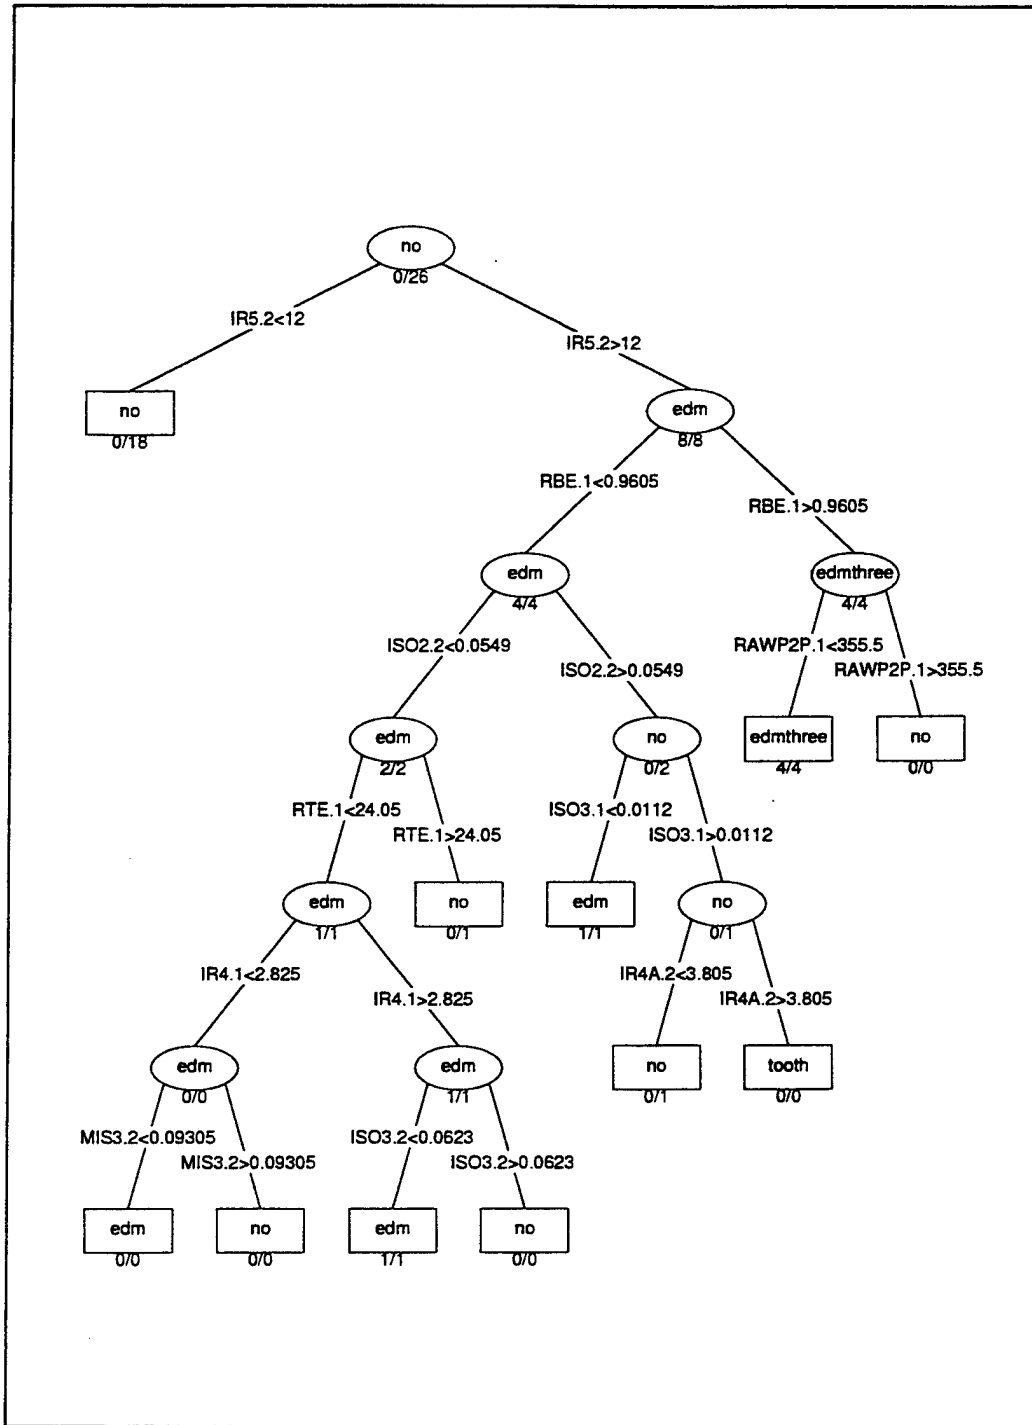 no
0/26
IR5.2<12
IR5.2>12
no
0/18
edm
8/8
RBE.1<0.9605
RBE.1>0.9605
edm
4/4
edmthree
4/4
ISO2.2<0.0549
ISO2.2>0.0549
RAWP2P.1<355.5
RAWP2P.1>355.5
edm
2/2
no
0/2
edmthree
4/4
no
0/0
RTE.1<24.05
RTE.1>24.05
ISO3.1<0.0112
ISO3.1>0.0112
edm
1/1
no
0/1
edm
1/1
no
0/1
IR4.1<2.825
IR4.1>2.825
IR4A.2<3.805
IR4A.2>3.805
edm
0/0
edm
1/1
no
0/1
tooth
0/0
MIS3.2<0.09305
MIS3.2>0.09305
ISO3.2<0.0623
ISO3.2>0.0623
edm
0/0
no
0/0
edm
1/1
no
0/0